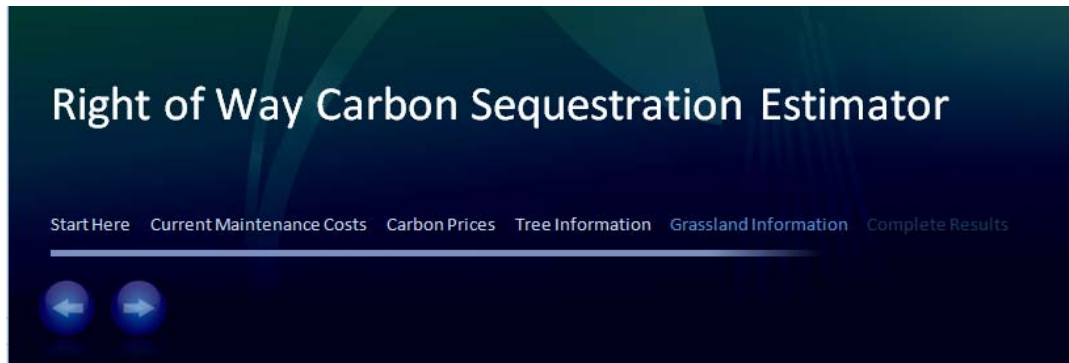 Right of Way Carbon Sequestration Estimator
Start Here Current Maintenance Costs Carbon Prices Tree Information Grassland Information Complete Results